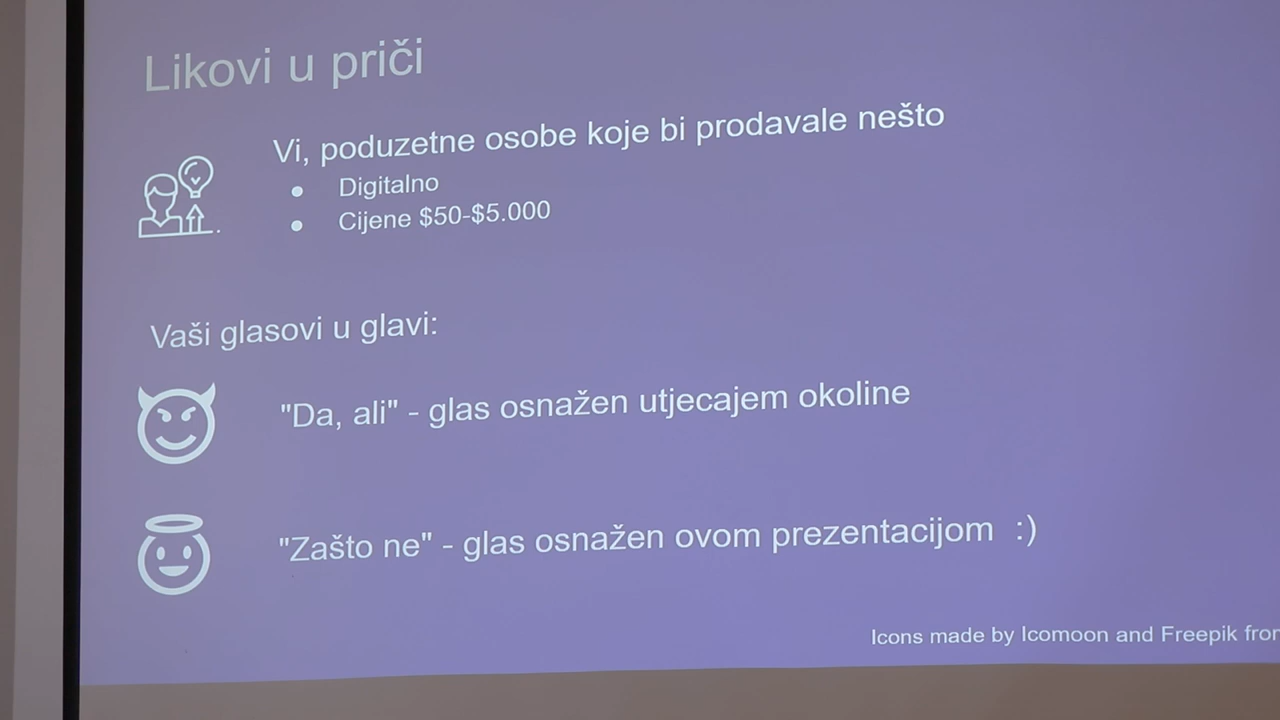 Likovi u priči
Vi, poduzetne osobe koje bi prodavale nešto
● Digitalno
● Cijene $50-$5.000
Vaši glasovi u glavi:
"Da, ali" - glas osnažen utjecajem okoline
"Zašto ne" - glas osnažen ovom prezentacijom :)
Icons made by Icomoon and Freepik